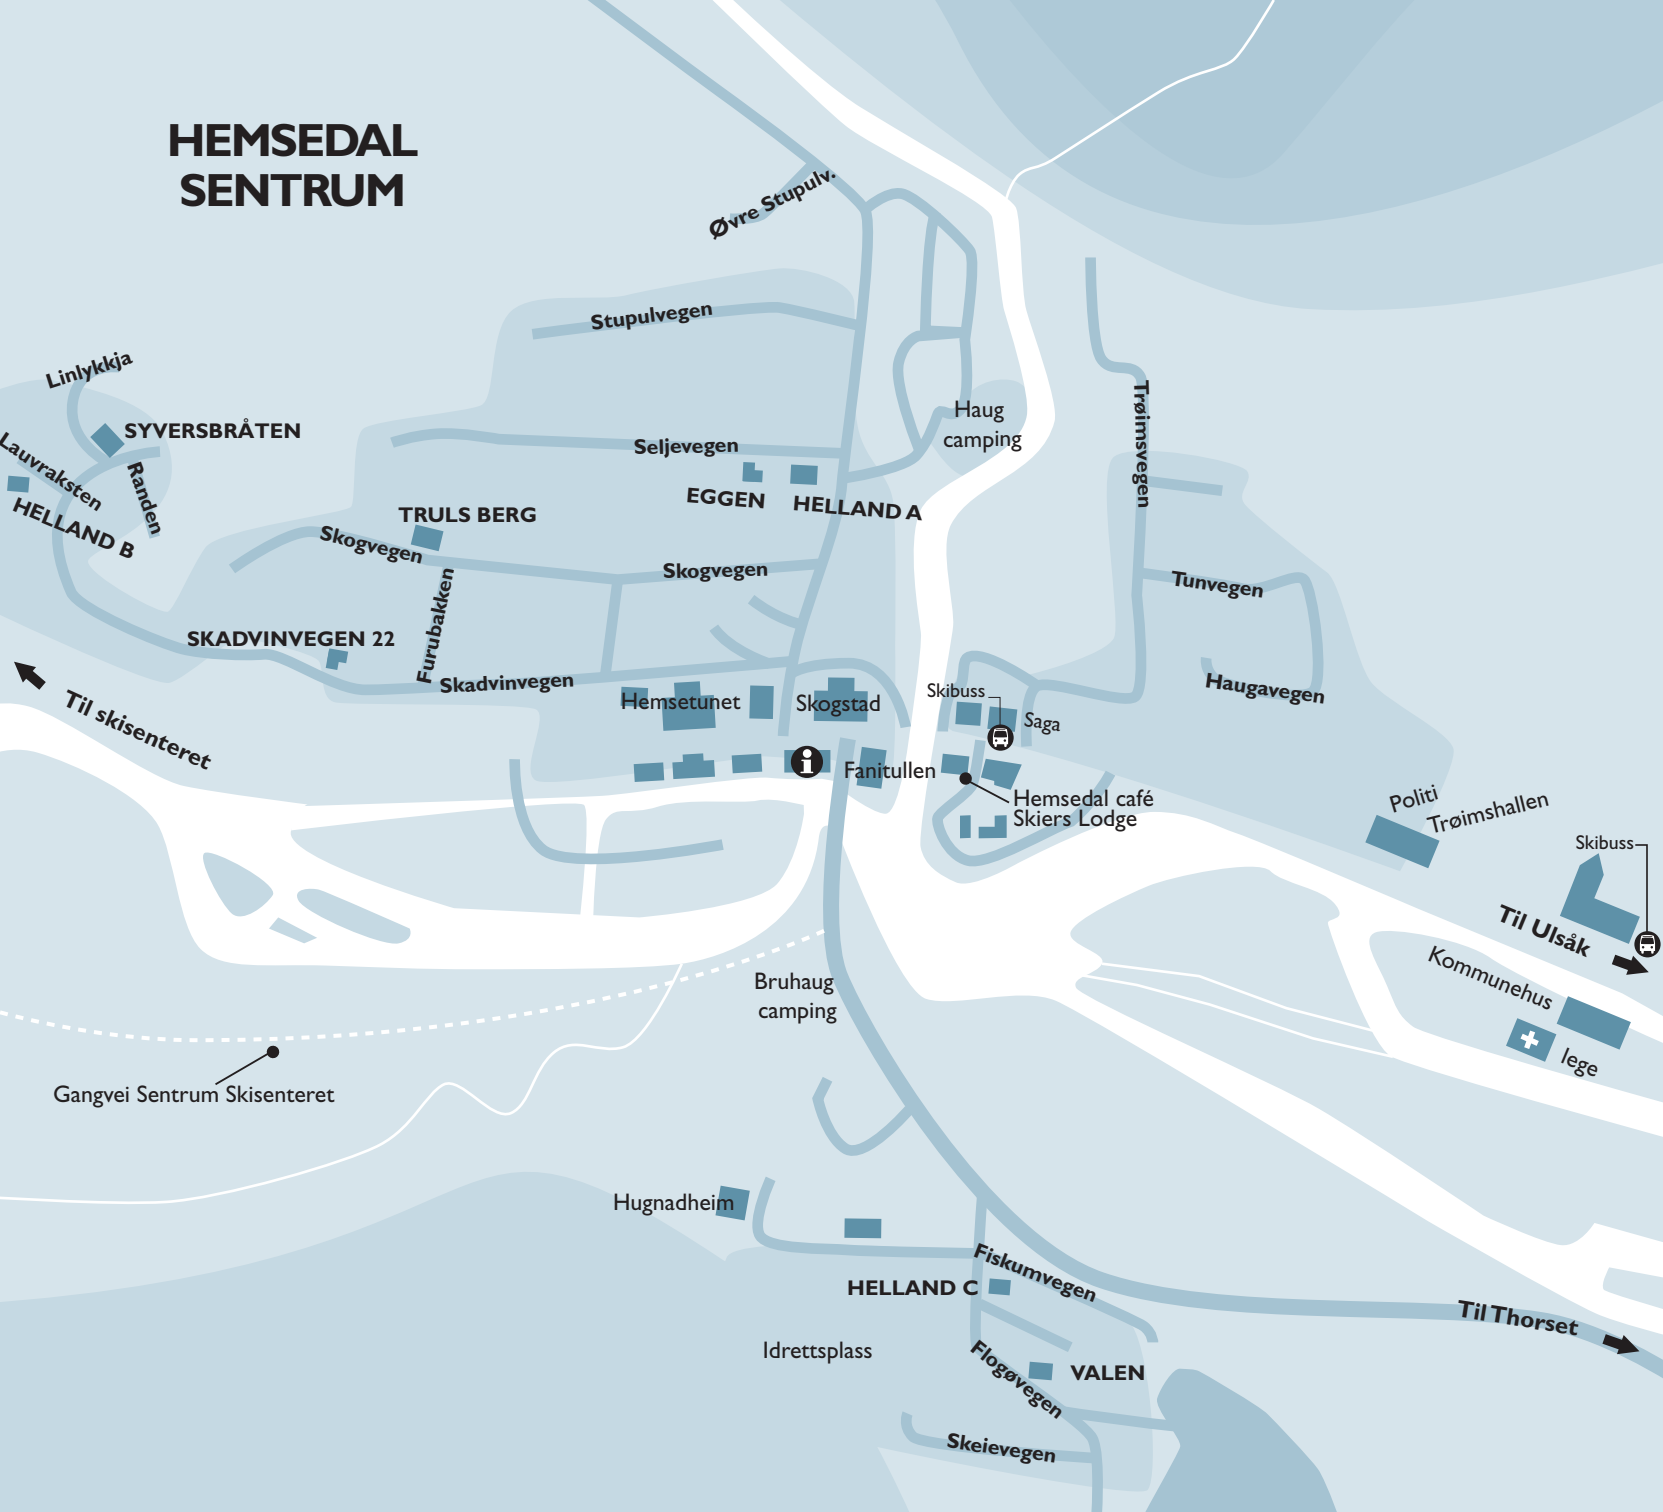 HEMSEDAL
SENTRUM
Øvre Stupulv.
Stupulvegen
Linlykkja
SYVERSBRÅTEN
Lauvraksten
Randen
HELLAND B
Haug
camping
Trøimsvegen
Seljevegen
EGGEN
HELLAND A
TRULS BERG
Skogvegen
Skogvegen
Furubakken
Tunvegen
SKADVINVEGEN 22
Skadvinvegen
Haugavegen
Til skisenteret
Hemsetunet
Skogstad
Skibuss
Saga
Fanitullen
Hemsedal café
Skiers Lodge
Politi
Trøimshallen
Skibuss
Til Ulsåk
Kommunehus
lege
Bruhaug
camping
Gangvei Sentrum Skisenteret
Hugnadheim
Fiskumvegen
HELLAND C
Til Thorset
Idrettsplass
Flogøvegen
VALEN
Skeievegen